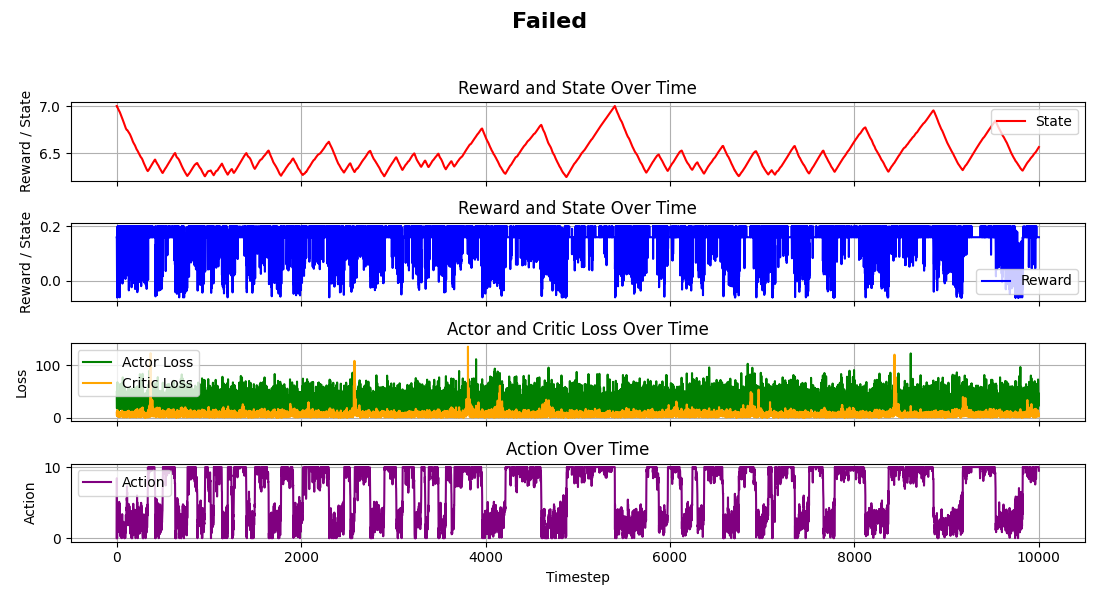 Failed
Reward and State Over Time
Reward / State
7.0
6.5
State
Reward and State Over Time
Reward / State
0.2
0.0
Reward
Actor and Critic Loss Over Time
Loss
100
0
Actor Loss
Critic Loss
Action Over Time
Action
10
0
Action
0 2000 4000 6000 8000 10000
Timestep